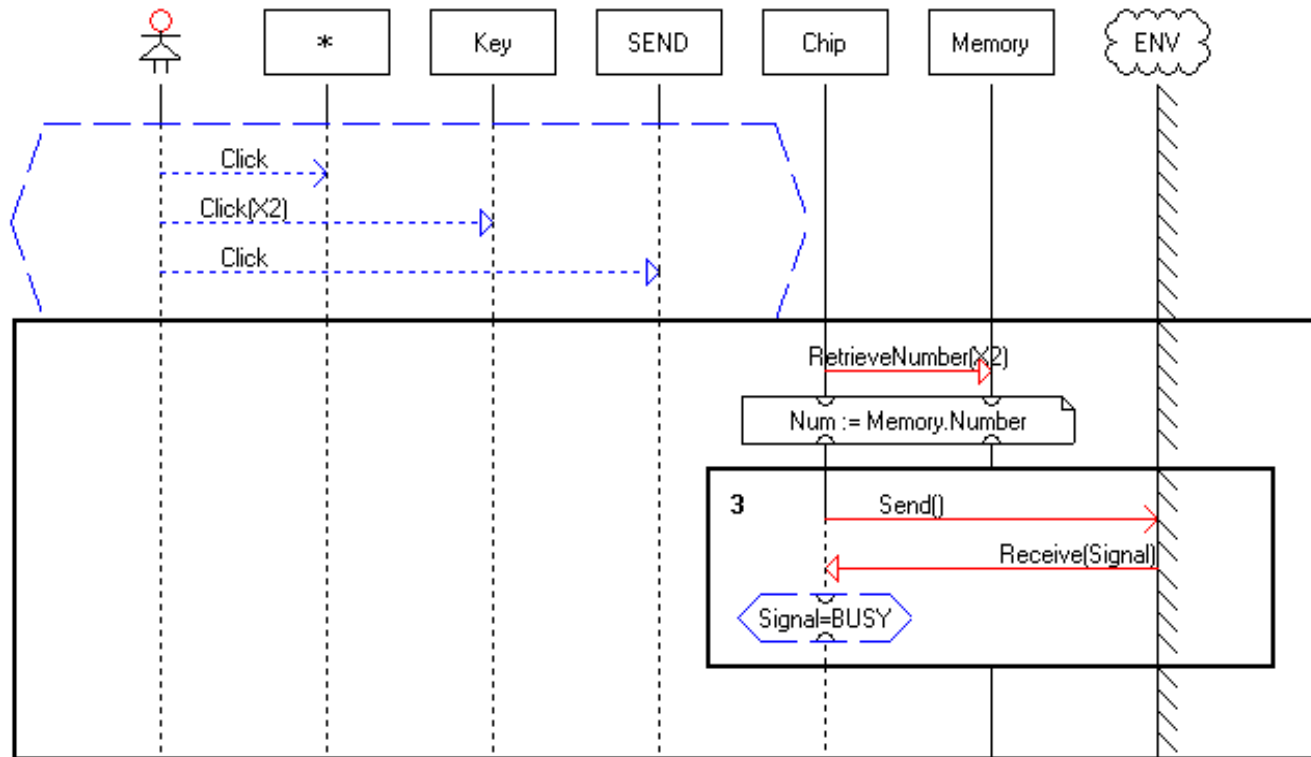 *
Key
SEND
Chip
Memory
ENV
Click
Click(X2)
Click
RetrieveNumber(X2)
Num := Memory.Number
3
Send()
Receive(Signal)
Signal=BUSY